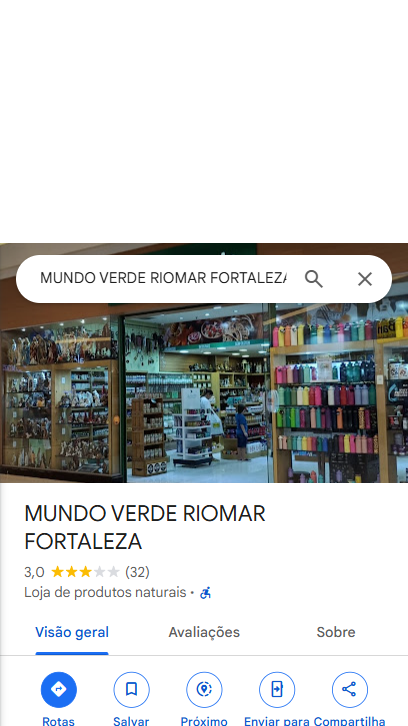 MUNDO VERDE RIOMAR FORTALEZA
MUNDO VERDE RIOMAR
FORTALEZA
3,0 (32)
Loja de produtos naturais ·
Visão geral Avaliações Sobre
Rotas Salvar Próximo Enviar para Compartilha